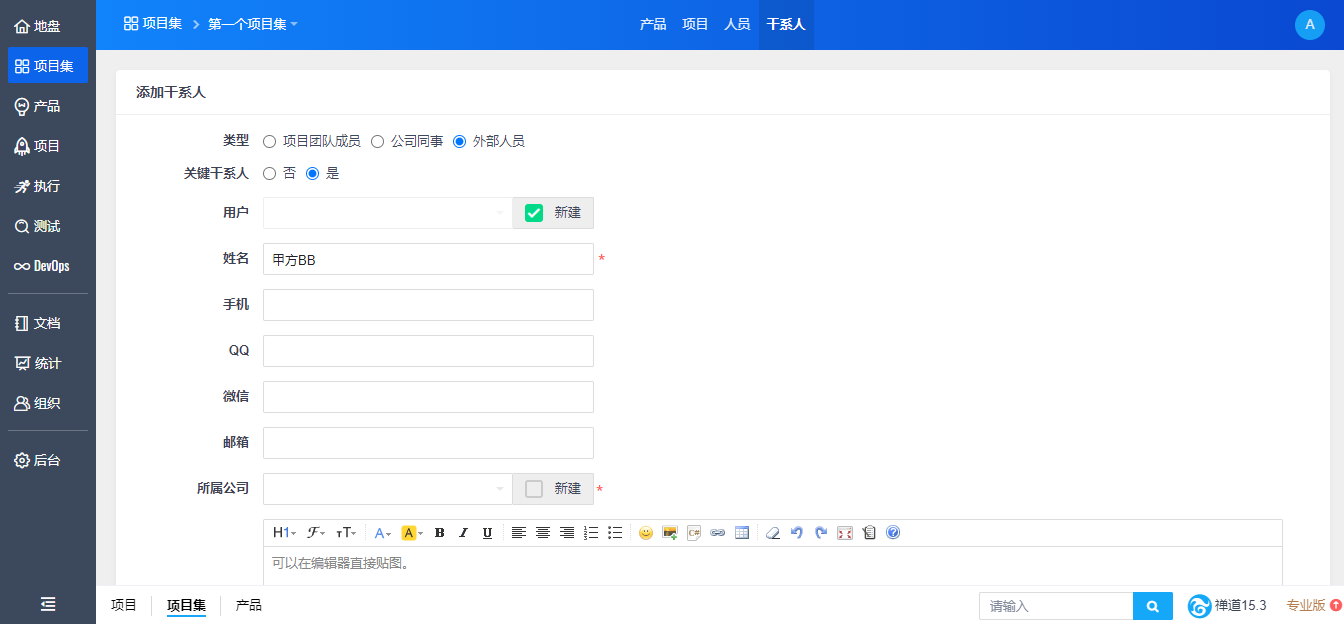 地盘
项目集
产品
项目
执行
测试
DevOps
文档
统计
组织
后台
项目集 第一个项目集
产品 项目 人员 干系人
A
添加干系人
类型 项目团队成员 公司同事 外部人员
关键干系人 否 是
用户 新建
姓名 甲方BB *
手机
QQ
微信
邮箱
所属公司 新建 *
H1 ℱ тT A A B I U C#
可以在编辑器直接贴图。
项目 项目集 产品
请输入
禅道15.3 专业版